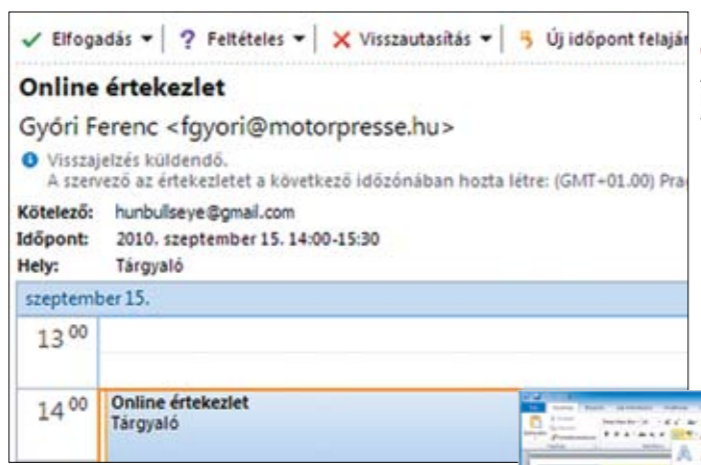 Elfogadás ? Feltételes Visszautasítás Új időpont felaján
Online értekezlet
Győri Ferenc <fgyori@motorpresse.hu>
Visszajelzés küldendő.
A szervező az értekezletet a következő időzónában hozta létre: (GMT+01.00) Prag
Kötelező: hunbullseye@gmail.com
Időpont: 2010. szeptember 15. 14:00-15:30
Hely: Tárgyaló
szeptember 15.
13 00
14 00 Online értekezlet
Tárgyaló